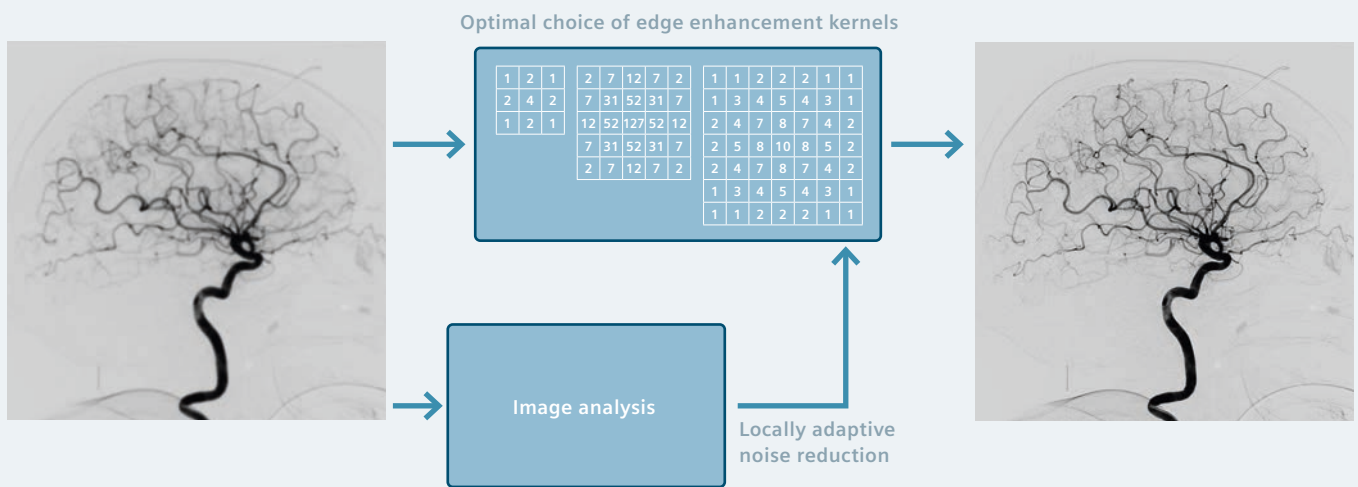 Optimal choice of edge enhancement kernels
1 2 1
2 4 2
1 2 1
2 7 12 7 2
7 31 52 31 7
12 52 127 52 12
7 31 52 31 7
2 7 12 7 2
1 1 2 2 2 1 1
1 3 4 5 4 3 1
2 4 7 8 7 4 2
2 5 8 10 8 5 2
2 4 7 8 7 4 2
1 3 4 5 4 3 1
1 1 2 2 2 1 1
Image analysis
Locally adaptive
noise reduction